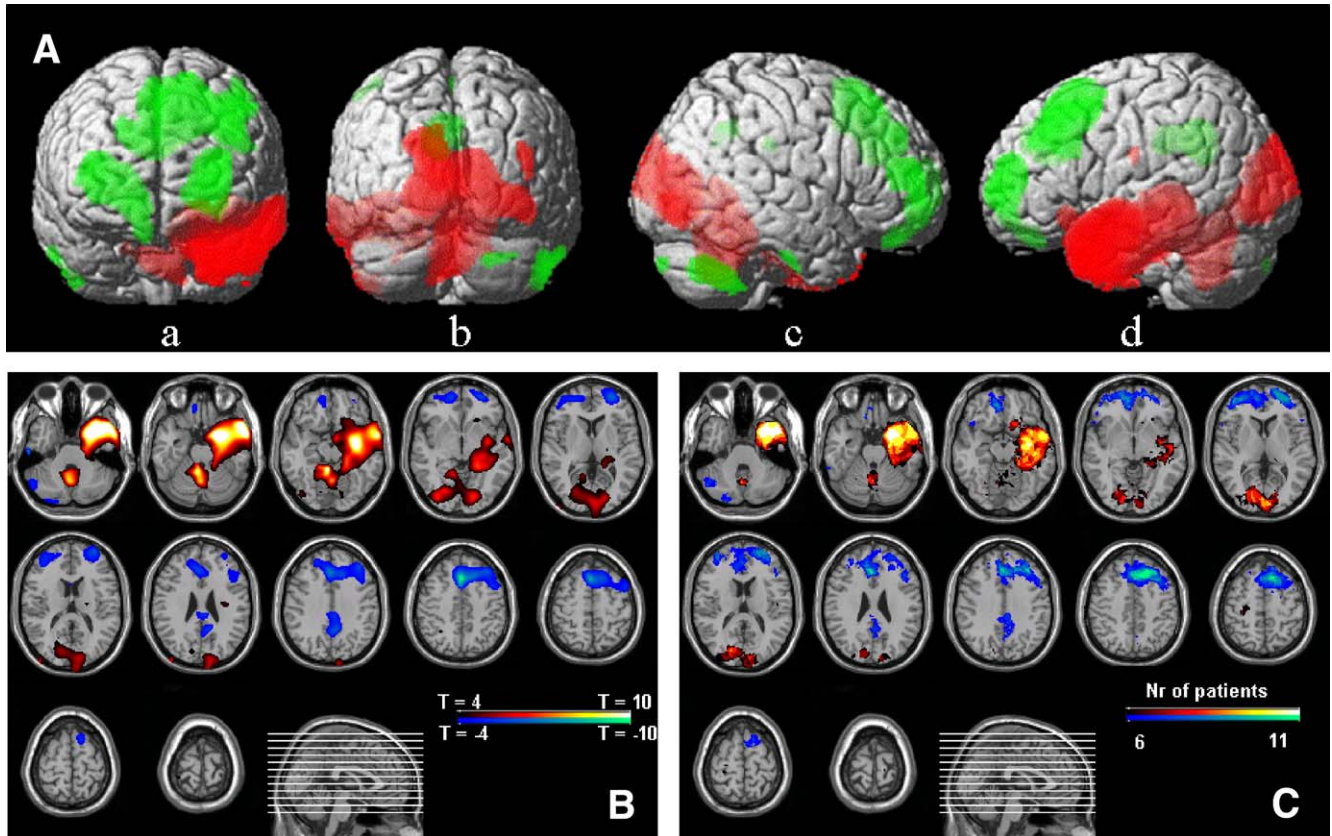 A
a b c d
T = 4 T = 10
T = -4 T = -10
B
Nr of patients
6 11
C